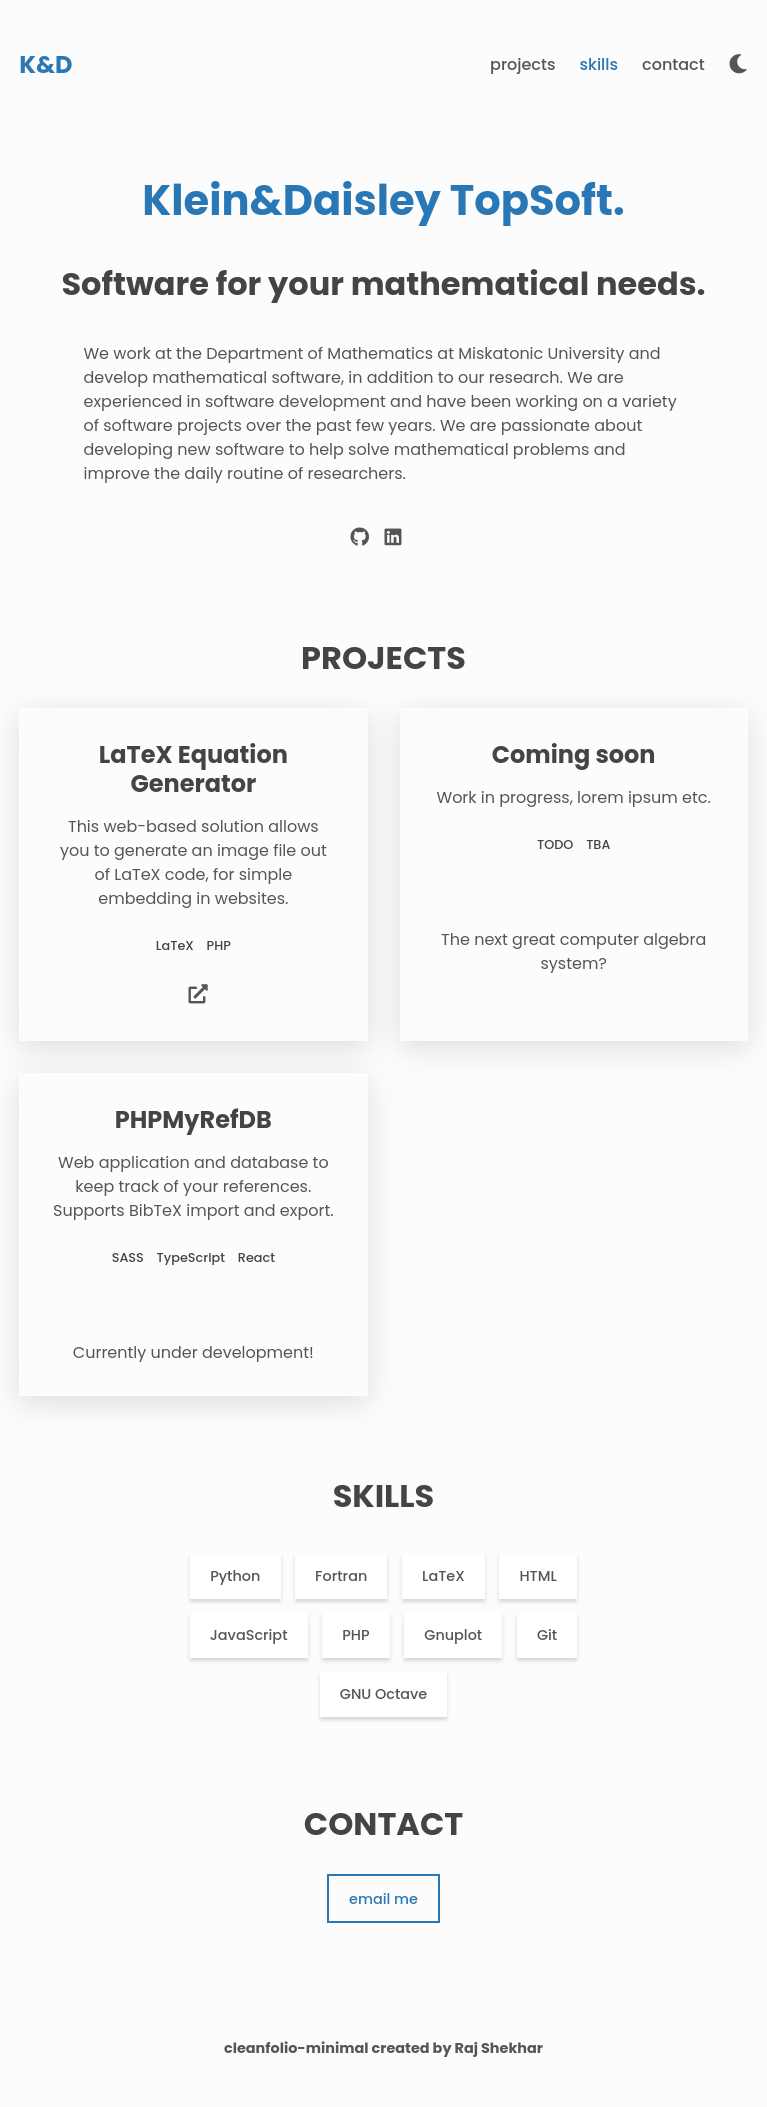 K&D
projects skills contact
Klein&Daisley TopSoft.
Software for your mathematical needs.
We work at the Department of Mathematics at Miskatonic University and
develop mathematical software, in addition to our research. We are
experienced in software development and have been working on a variety
of software projects over the past few years. We are passionate about
developing new software to help solve mathematical problems and
improve the daily routine of researchers.
PROJECTS
LaTeX Equation
Generator
This web-based solution allows
you to generate an image file out
of LaTeX code, for simple
embedding in websites.
LaTeX PHP
Coming soon
Work in progress, lorem ipsum etc.
TODO TBA
The next great computer algebra
system?
PHPMyRefDB
Web application and database to
keep track of your references.
Supports BibTeX import and export.
SASS TypeScript React
Currently under development!
SKILLS
Python Fortran LaTeX HTML
JavaScript PHP Gnuplot Git
GNU Octave
CONTACT
email me
cleanfolio-minimal created by Raj Shekhar